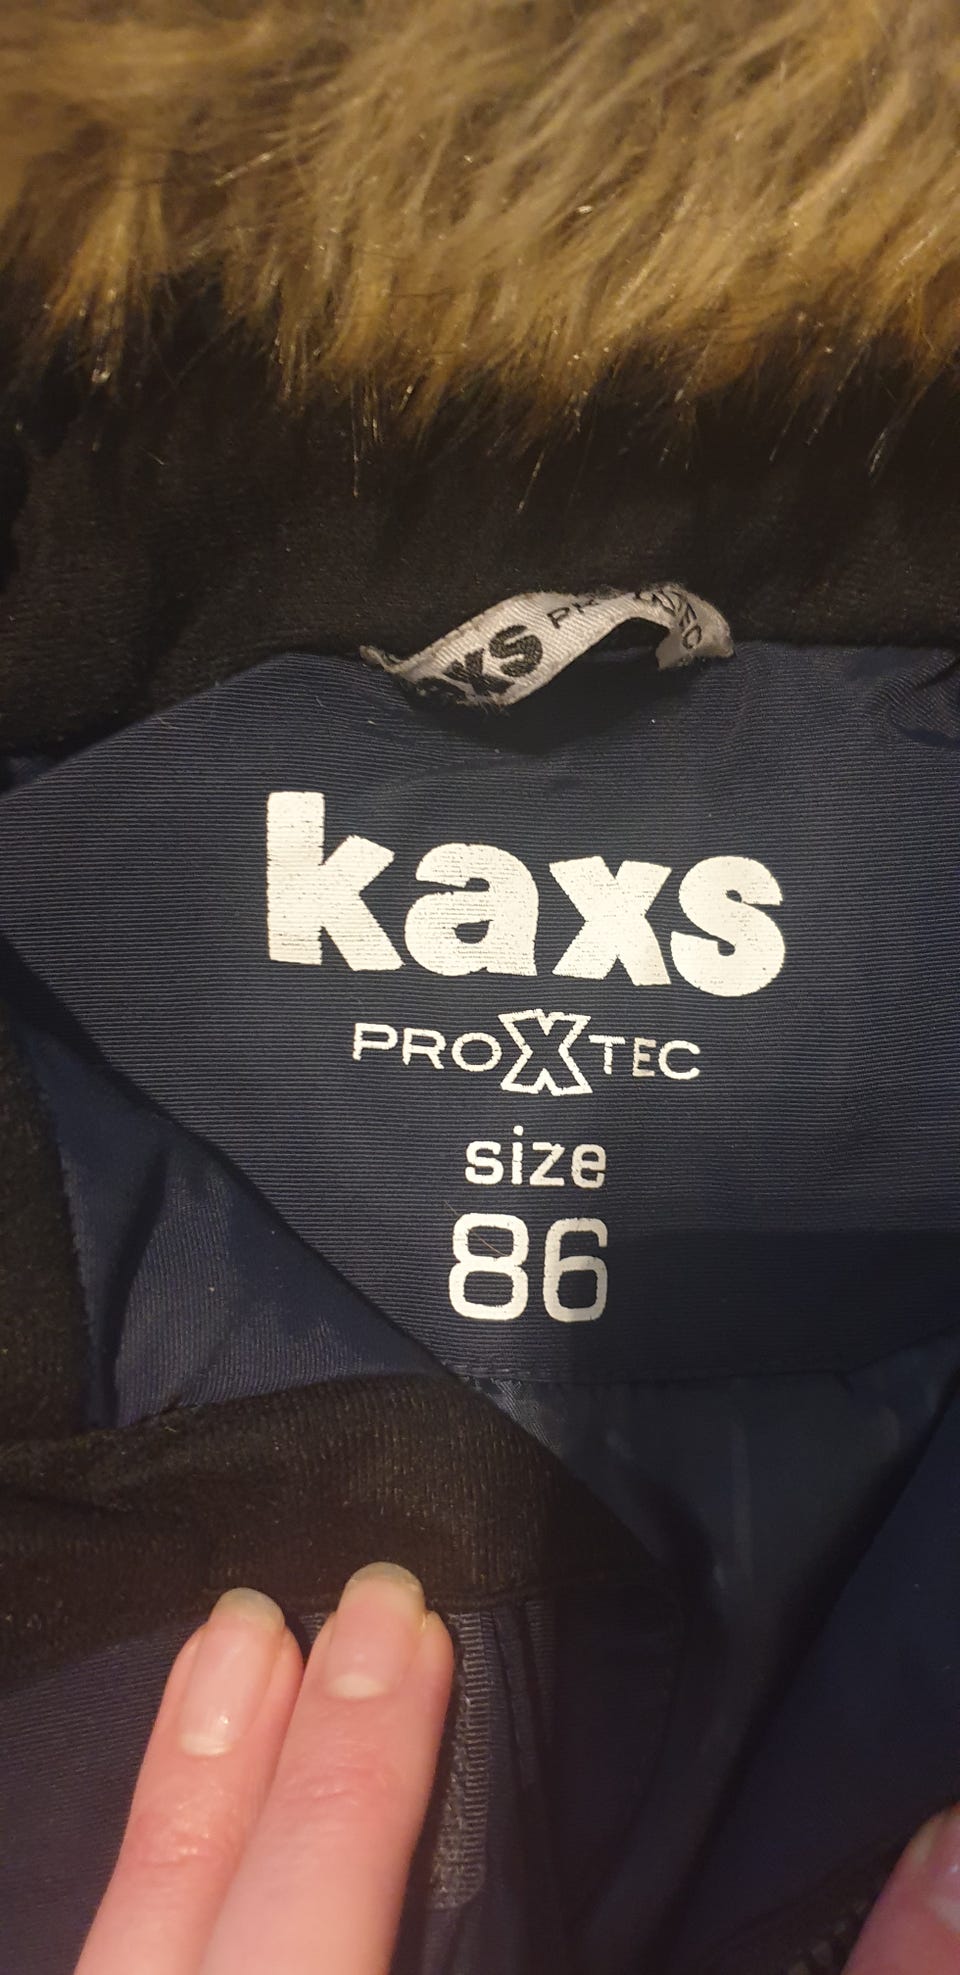 kaxs
PROXTEC
size
86